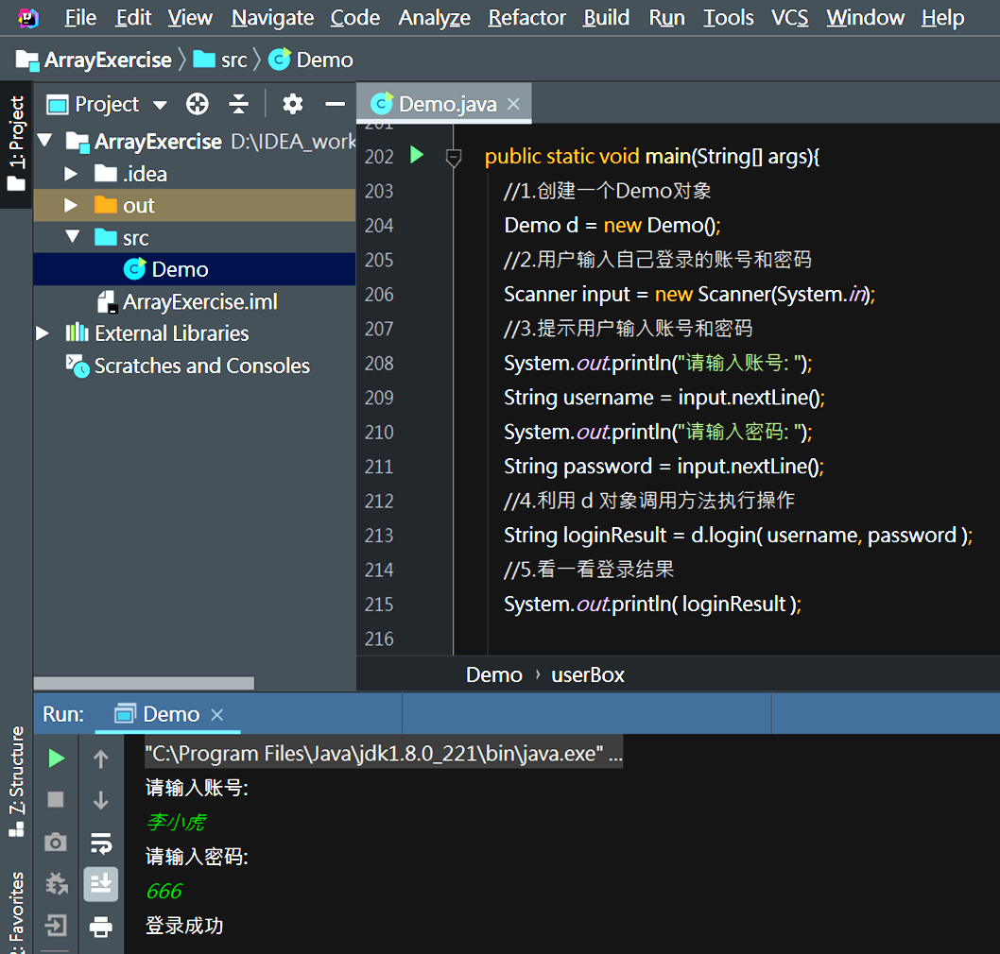 File Edit View Navigate Code Analyze Refactor Build Run Tools VCS Window Help
ArrayExercise src Demo
1: Project
Project
Demo.java
ArrayExercise D:\IDEA_work
.idea
out
src
Demo
ArrayExercise.iml
External Libraries
Scratches and Consoles
201
202 public static void main(String[] args){
203 //1.创建一个Demo对象
204 Demo d = new Demo();
205 //2.用户输入自己登录的账号和密码
206 Scanner input = new Scanner(System.in);
207 //3.提示用户输入账号和密码
208 System.out.println("请输入账号: ");
209 String username = input.nextLine();
210 System.out.println("请输入密码: ");
211 String password = input.nextLine();
212 //4.利用 d 对象调用方法执行操作
213 String loginResult = d.login( username, password );
214 //5.看一看登录结果
215 System.out.println( loginResult );
216
Demo › userBox
Run: Demo
Z: Structure
: Favorites
"C:\Program Files\Java\jdk1.8.0_221\bin\java.exe" ...
请输入账号:
李小虎
请输入密码:
666
登录成功